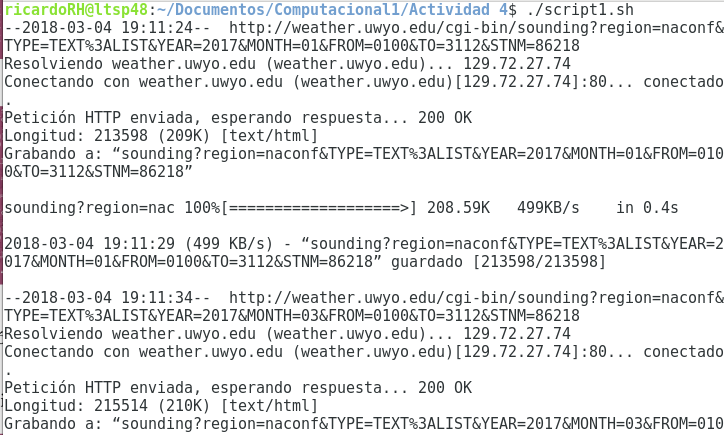 ricardoRH@ltsp48:~/Documentos/Computacional1/Actividad 4$ ./script1.sh
--2018-03-04 19:11:24--  http://weather.uwyo.edu/cgi-bin/sounding?region=naconf&
TYPE=TEXT%3ALIST&YEAR=2017&MONTH=01&FROM=0100&TO=3112&STNM=86218
Resolviendo weather.uwyo.edu (weather.uwyo.edu)... 129.72.27.74
Conectando con weather.uwyo.edu (weather.uwyo.edu)[129.72.27.74]:80... conectado
.
Petición HTTP enviada, esperando respuesta... 200 OK
Longitud: 213598 (209K) [text/html]
Grabando a: “sounding?region=naconf&TYPE=TEXT%3ALIST&YEAR=2017&MONTH=01&FROM=010
0&TO=3112&STNM=86218”
sounding?region=nac 100%[===================>] 208.59K   499KB/s    in 0.4s
2018-03-04 19:11:29 (499 KB/s) - “sounding?region=naconf&TYPE=TEXT%3ALIST&YEAR=2
017&MONTH=01&FROM=0100&TO=3112&STNM=86218” guardado [213598/213598]
--2018-03-04 19:11:34--  http://weather.uwyo.edu/cgi-bin/sounding?region=naconf&
TYPE=TEXT%3ALIST&YEAR=2017&MONTH=03&FROM=0100&TO=3112&STNM=86218
Resolviendo weather.uwyo.edu (weather.uwyo.edu)... 129.72.27.74
Conectando con weather.uwyo.edu (weather.uwyo.edu)[129.72.27.74]:80... conectado
.
Petición HTTP enviada, esperando respuesta... 200 OK
Longitud: 215514 (210K) [text/html]
Grabando a: “sounding?region=naconf&TYPE=TEXT%3ALIST&YEAR=2017&MONTH=03&FROM=010